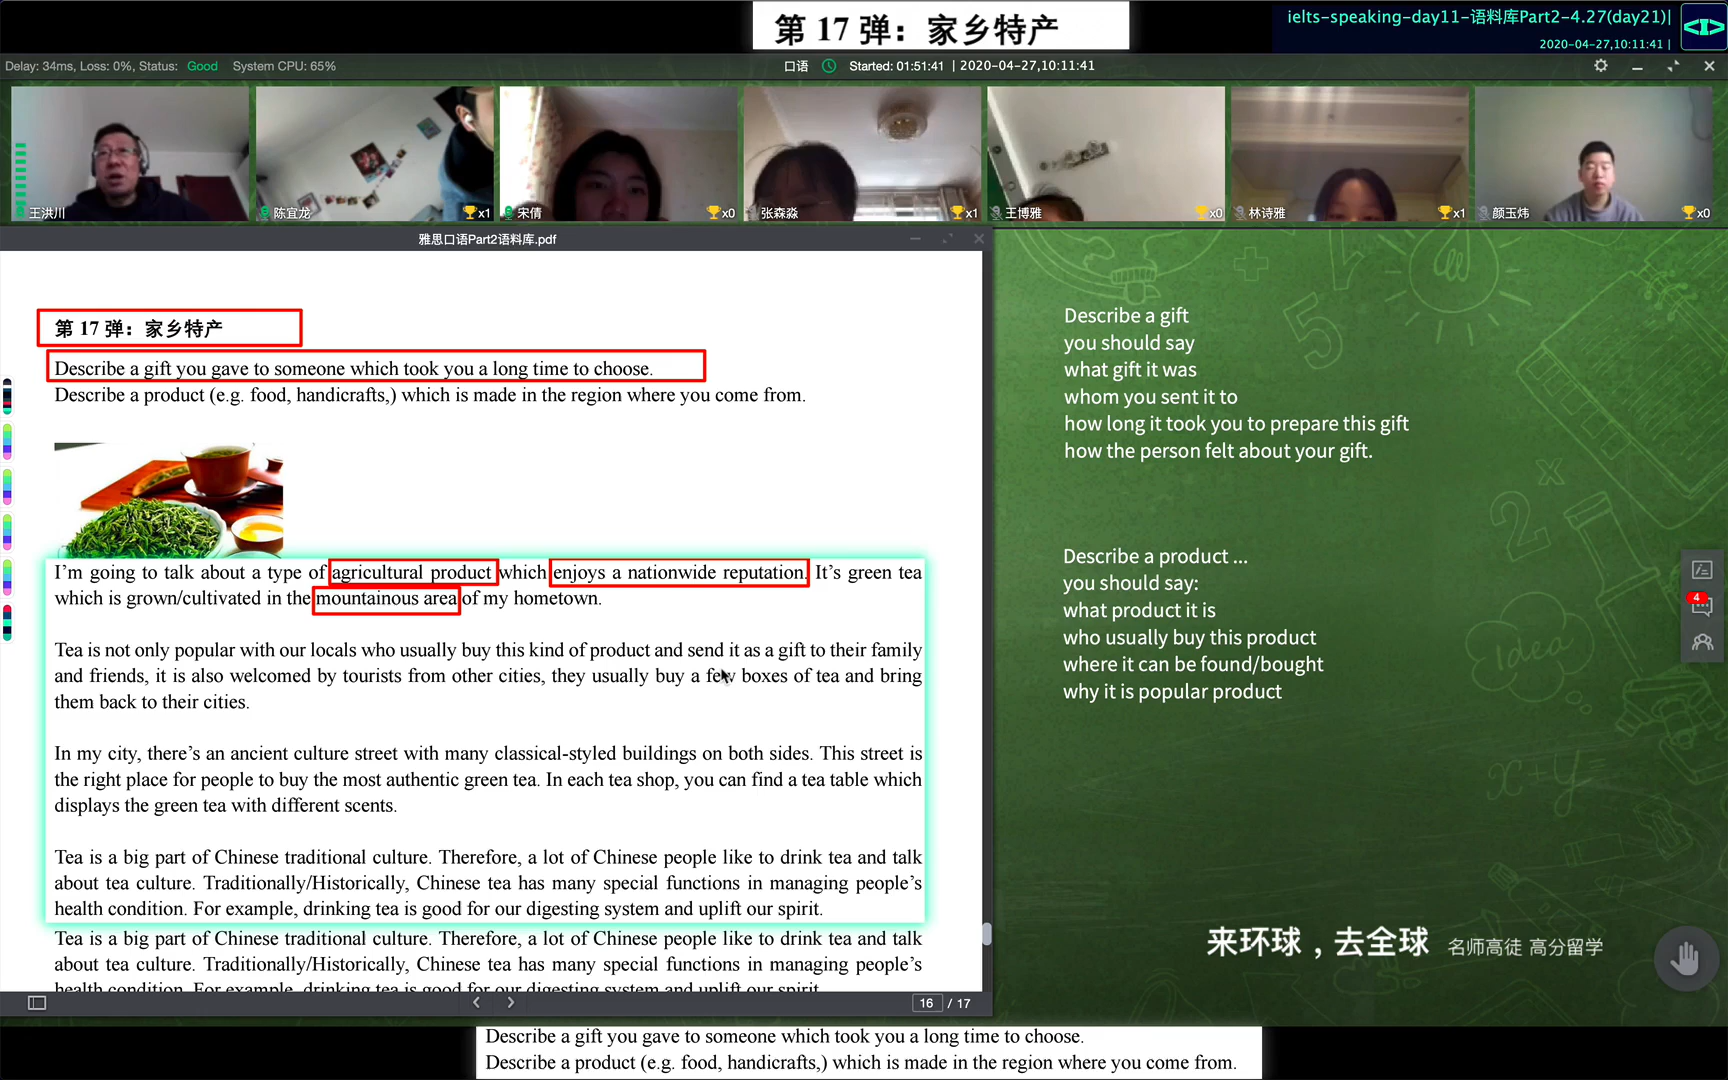 第 17 弹：家乡特产
ielts-speaking-day11-语料库Part2-4.27(day21)|
2020-04-27,10:11:41 |
Delay: 34ms, Loss: 0%, Status: Good System CPU: 65%
口语 Started: 01:51:41 | 2020-04-27,10:11:41
王洪川
陈宜龙 x1
宋倩 x0
张森淼 x1
王博雅 x0
林诗雅 x1
颜玉炜 x0
雅思口语Part2语料库.pdf
第 17 弹：家乡特产
Describe a gift you gave to someone which took you a long time to choose.
Describe a product (e.g. food, handicrafts,) which is made in the region where you come from.
I'm going to talk about a type of agricultural product which enjoys a nationwide reputation. It's green tea
which is grown/cultivated in the mountainous area of my hometown.
Tea is not only popular with our locals who usually buy this kind of product and send it as a gift to their family
and friends, it is also welcomed by tourists from other cities, they usually buy a few boxes of tea and bring
them back to their cities.
In my city, there's an ancient culture street with many classical-styled buildings on both sides. This street is
the right place for people to buy the most authentic green tea. In each tea shop, you can find a tea table which
displays the green tea with different scents.
Tea is a big part of Chinese traditional culture. Therefore, a lot of Chinese people like to drink tea and talk
about tea culture. Traditionally/Historically, Chinese tea has many special functions in managing people's
health condition. For example, drinking tea is good for our digesting system and uplift our spirit.
Tea is a big part of Chinese traditional culture. Therefore, a lot of Chinese people like to drink tea and talk
about tea culture. Traditionally/Historically, Chinese tea has many special functions in managing people's
health condition. For example, drinking tea is good for our digesting system and uplift our spirit.
16 / 17
Describe a gift
you should say
what gift it was
whom you sent it to
how long it took you to prepare this gift
how the person felt about your gift.
Describe a product ...
you should say:
what product it is
who usually buy this product
where it can be found/bought
why it is popular product
4
Idea
x+y=
来环球，去全球 名师高徒 高分留学
Describe a gift you gave to someone which took you a long time to choose.
Describe a product (e.g. food, handicrafts,) which is made in the region where you come from.